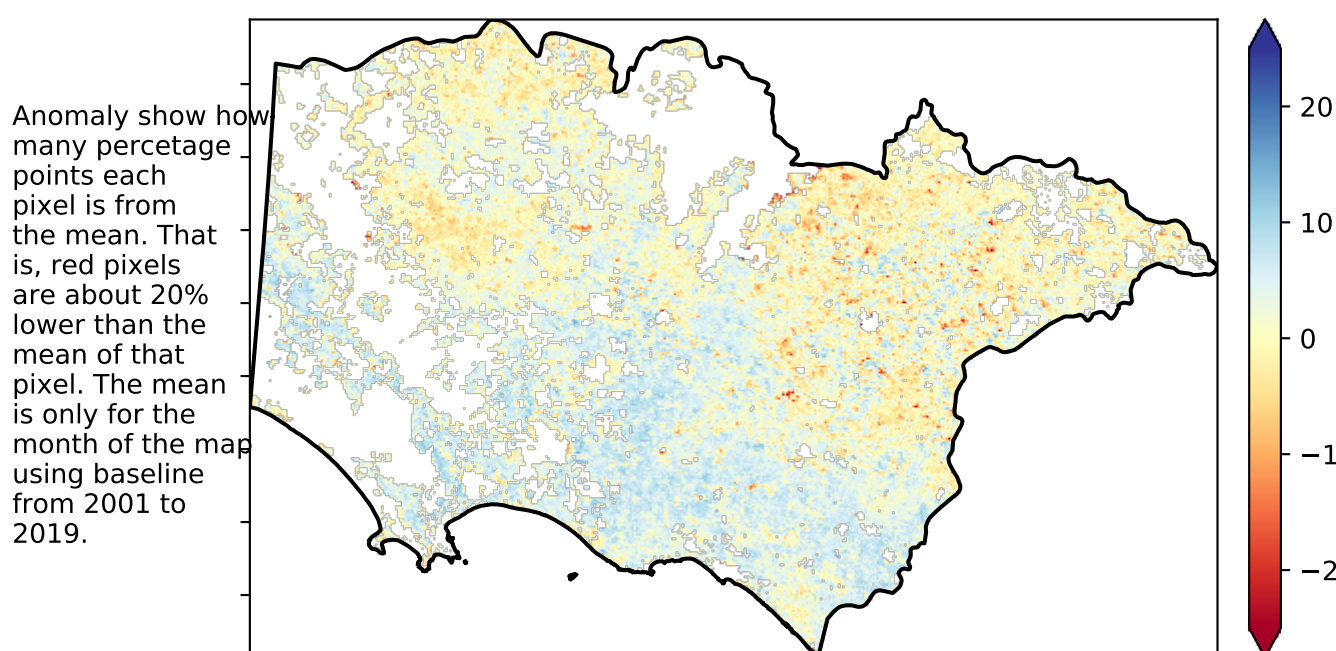 Anomaly show how
many percetage
points each
pixel is from
the mean. That
is, red pixels
are about 20%
lower than the
mean of that
pixel. The mean
is only for the
month of the map
using baseline
from 2001 to
2019.
20
10
0
−1
−2